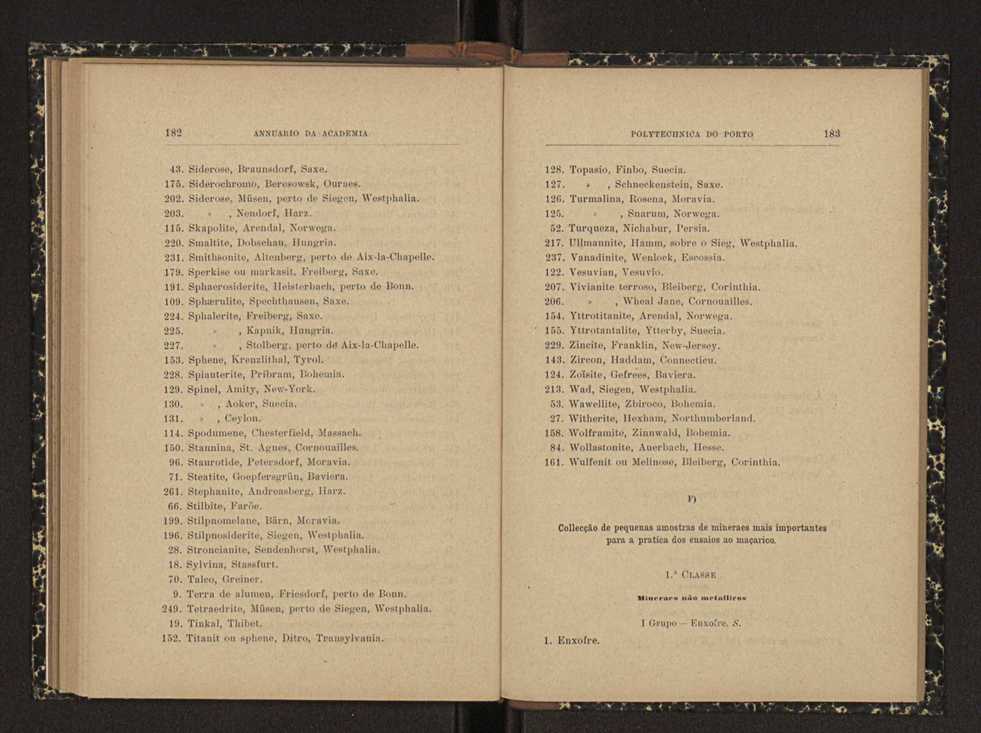 182 ANNUARIO DA ACADEMIA
43. Siderose, Braunsdorf, Saxe.
175. Siderochromo, Beresowsk, Ouraes.
202. Siderose, Müsen, perto de Siegen, Westphalia.
203. » , Nendorf, Harz.
115. Skapolite, Arendal, Norwega.
220. Smaltite, Dobschau, Hungria.
231. Smithsonite, Altenberg, perto de Aix-la-Chapelle.
179. Sperkise ou markasit, Freiberg, Saxe.
191. Sphaerosiderite, Heisterbach, perto de Bonn.
109. Sphærulite, Spechthausen, Saxe.
224. Sphalerite, Freiberg, Saxe.
225. » , Kapnik, Hungria.
227. » , Stolberg, perto de Aix-la-Chapelle.
153. Sphene, Krenzlithal, Tyrol.
228. Spiauterite, Pribram, Bohemia.
129. Spinel, Amity, New-York.
130. » , Aoker, Suecia.
131. » , Ceylon.
114. Spodumene, Chesterfield, Massach.
150. Stannina, St. Agnes, Cornouailles.
96. Staurotide, Petersdorf, Moravia.
71. Steatite, Goepfersgrün, Baviera.
261. Stephanite, Andreasberg, Harz.
66. Stilbite, Faröe.
199. Stilpnomelane, Bärn, Moravia.
196. Stilpnosiderite, Siegen, Westphalia.
28. Stroncianite, Sendenhorst, Westphalia.
18. Sylvina, Stassfurt.
70. Talco, Greiner.
9. Terra de alumen, Friesdorf, perto de Bonn.
249. Tetraedrite, Müsen, perto de Siegen, Westphalia.
19. Tinkal, Thibet.
152. Titanit ou sphene, Ditro, Transylvania.
POLYTECHNICA DO PORTO 183
128. Topasio, Finbo, Suecia.
127. » , Schneckenstein, Saxe.
126. Turmalina, Rosena, Moravia.
125. » , Snarum, Norwega.
52. Turqueza, Nichabur, Persia.
217. Ullmannite, Hamm, sobre o Sieg, Westphalia.
237. Vanadinite, Wenlock, Escossia.
122. Vesuvian, Vesuvio.
207. Vivianite terroso, Bleiberg, Corinthia.
206. » , Wheal Jane, Cornouailles.
154. Yttrotitanite, Arendal, Norwega.
155. Yttrotantalite, Ytterby, Suecia.
229. Zincite, Franklin, New-Jersey.
143. Zircon, Haddam, Connecticu.
124. Zoïsite, Gefrees, Baviera.
213. Wad, Siegen, Westphalia.
53. Wawellite, Zbiroco, Bohemia.
27. Witherite, Hexham, Northumberland.
158. Wolframite, Zinnwald, Bohemia.
84. Wollastonite, Auerbach, Hesse.
161. Wulfenit ou Melinose, Bleiberg, Corinthia.
F)
Collecção de pequenas amostras de mineraes mais importantes
para a pratica dos ensaios ao maçarico.
1.ª CLASSE
Mineraes não metallicos
I Grupo — Enxofre. S.
1. Enxofre.